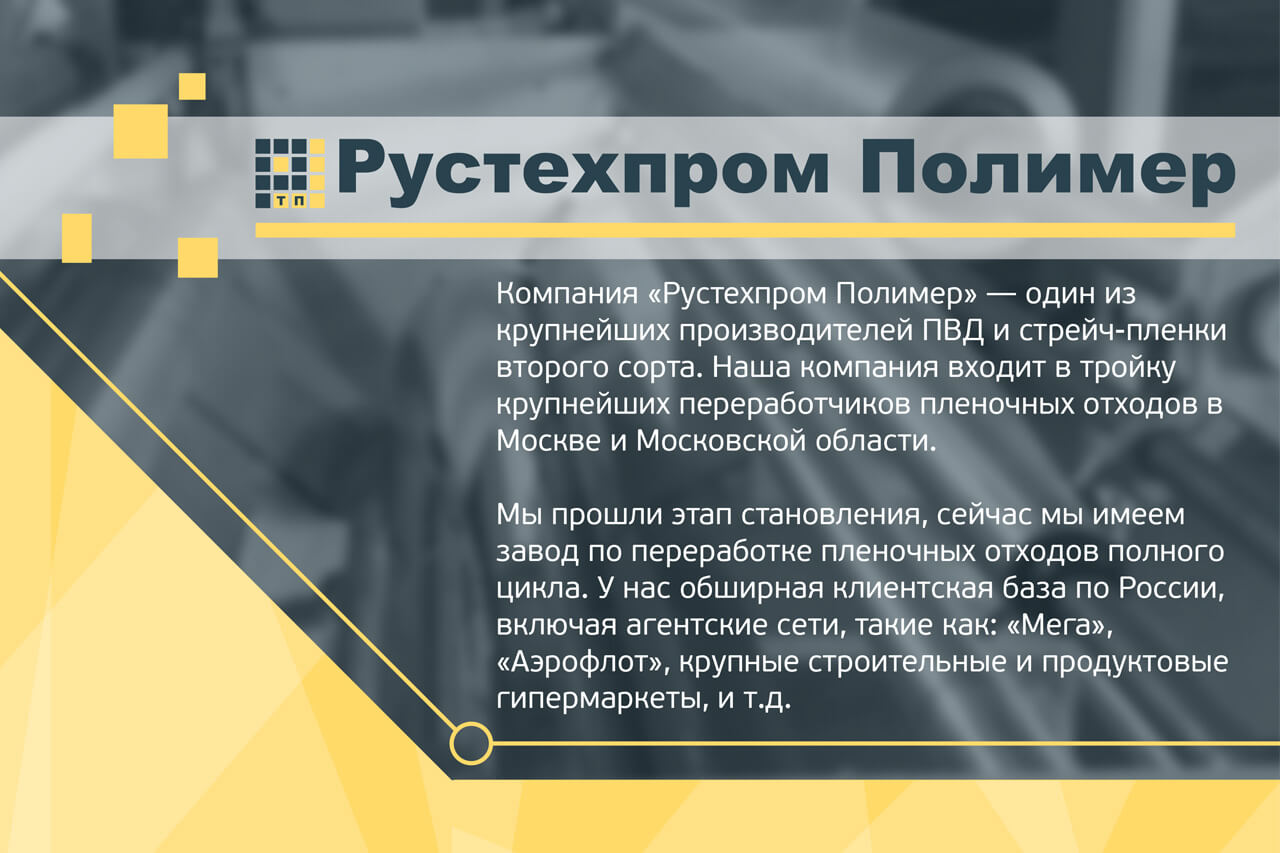 ТП
Рустехпром Полимер
Компания «Рустехпром Полимер» — один из
крупнейших производителей ПВД и стрейч-пленки
второго сорта. Наша компания входит в тройку
крупнейших переработчиков пленочных отходов в
Москве и Московской области.
Мы прошли этап становления, сейчас мы имеем
завод по переработке пленочных отходов полного
цикла. У нас обширная клиентская база по России,
включая агентские сети, такие как: «Мега»,
«Аэрофлот», крупные строительные и продуктовые
гипермаркеты, и т.д.